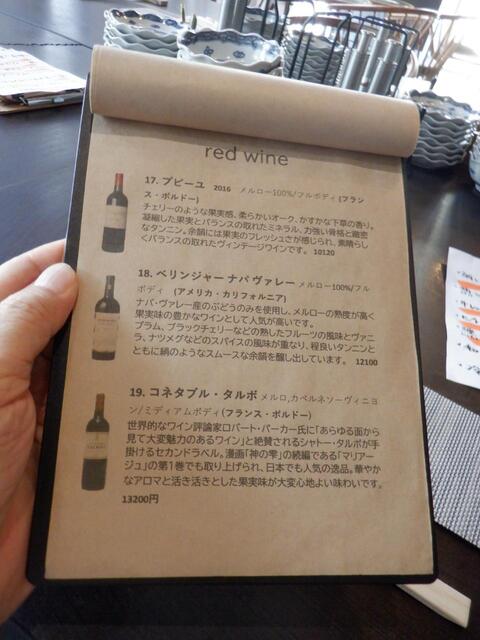 red wine
17. プピーユ 2016 メルロー100%/フルボディ(フラン
ス・ボルドー)
チェリーのような果実感、柔らかいオーク、かすかな下草の香り。
凝縮した果実とバランスの取れたミネラル、力強い骨格と緻密
なタンニン。余韻には果実のフレッシュさが感じられ、素晴らし
くバランスの取れたヴィンテージワインです。 10120
18. ベリンジャー ナパ ヴァレー メルロー100%/フル
ボディ (アメリカ・カリフォルニア)
ナパ・ヴァレー産のぶどうのみを使用し、メルローの熟度が高く
果実味の豊かなワインとして人気が高いです。
プラム、ブラックチェリーなどの熟したフルーツの風味とヴァニ
ラ、ナツメグなどのスパイスの風味が重なり、程良いタンニンと
ともに絹のようなスムースな余韻を醸し出しています。 12100
19. コネタブル・タルボ メルロ,カベルネソーヴィニヨ
ン/ミディアムボディ(フランス・ボルドー)
世界的なワイン評論家ロバート・パーカー氏に「あらゆる面から
見て大変魅力のあるワイン」と絶賛されるシャトー・タルボが手
掛けるセカンドラベル。漫画「神の雫」の続編である「マリアー
ジュ」の第1巻でも取り上げられ、日本でも人気の逸品。華やか
なアロマと活き活きとした果実味が大変心地よい味わいです。
13200円